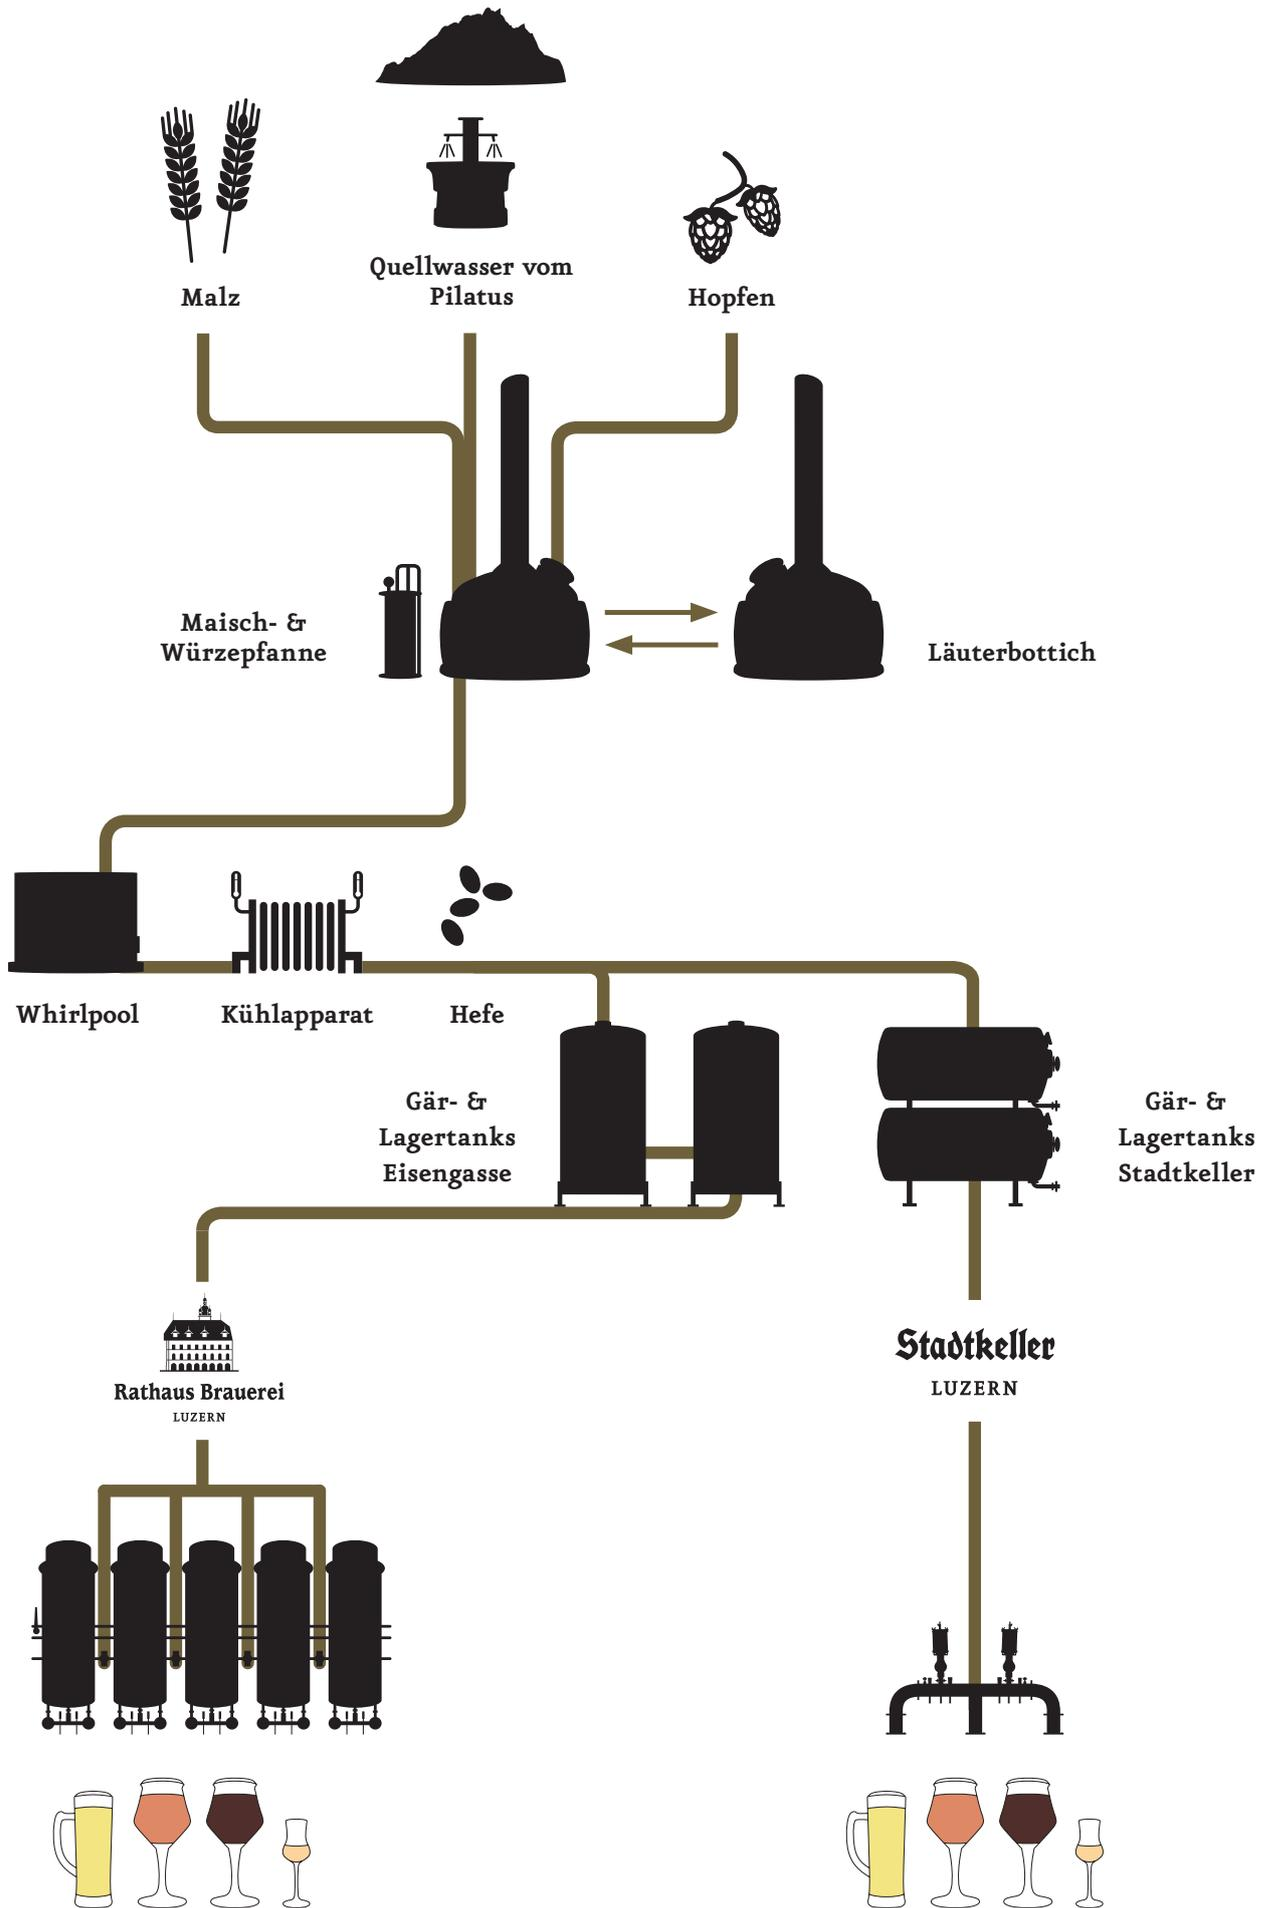 Quellwasser vom
Pilatus
Malz
Hopfen
Maisch- &
Würzepfanne
Läuterbottich
Whirlpool
Kühlapparat
Hefe
Gär- &
Lagertanks
Eisengasse
Gär- &
Lagertanks
Stadtkeller
Rathaus Brauerei
LUZERN
Stadtkeller
LUZERN